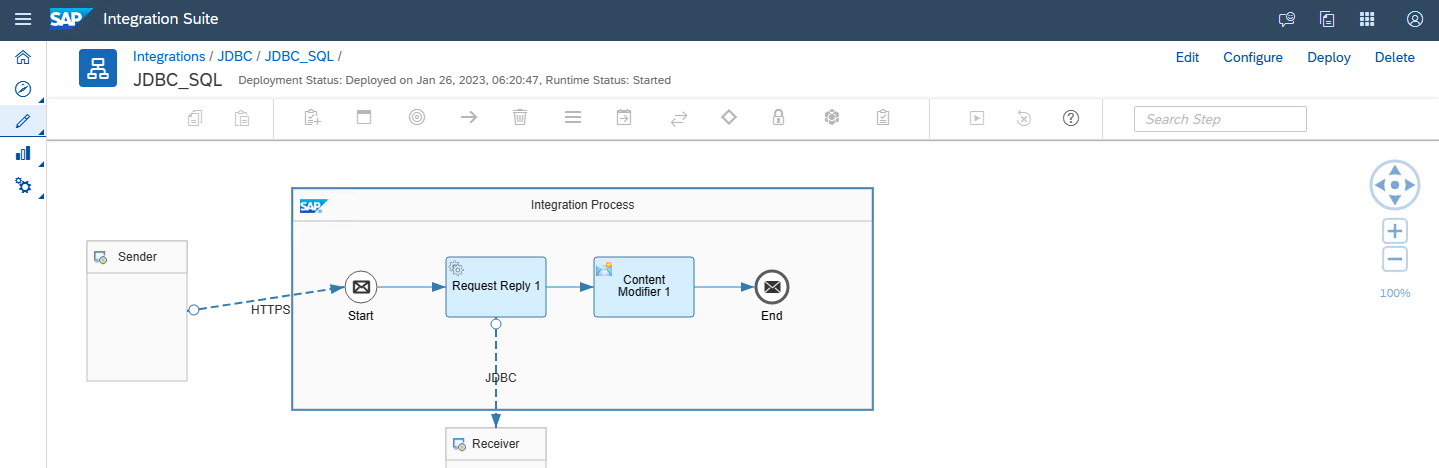 SAP Integration Suite
Integrations / JDBC / JDBC_SQL /
Edit Configure Deploy Delete
JDBC_SQL Deployment Status: Deployed on Jan 26, 2023, 06:20:47, Runtime Status: Started
Search Step
SAP Integration Process
Sender
Request Reply 1
Content
Modifier 1
HTTPS
Start
End
100%
JDBC
Receiver